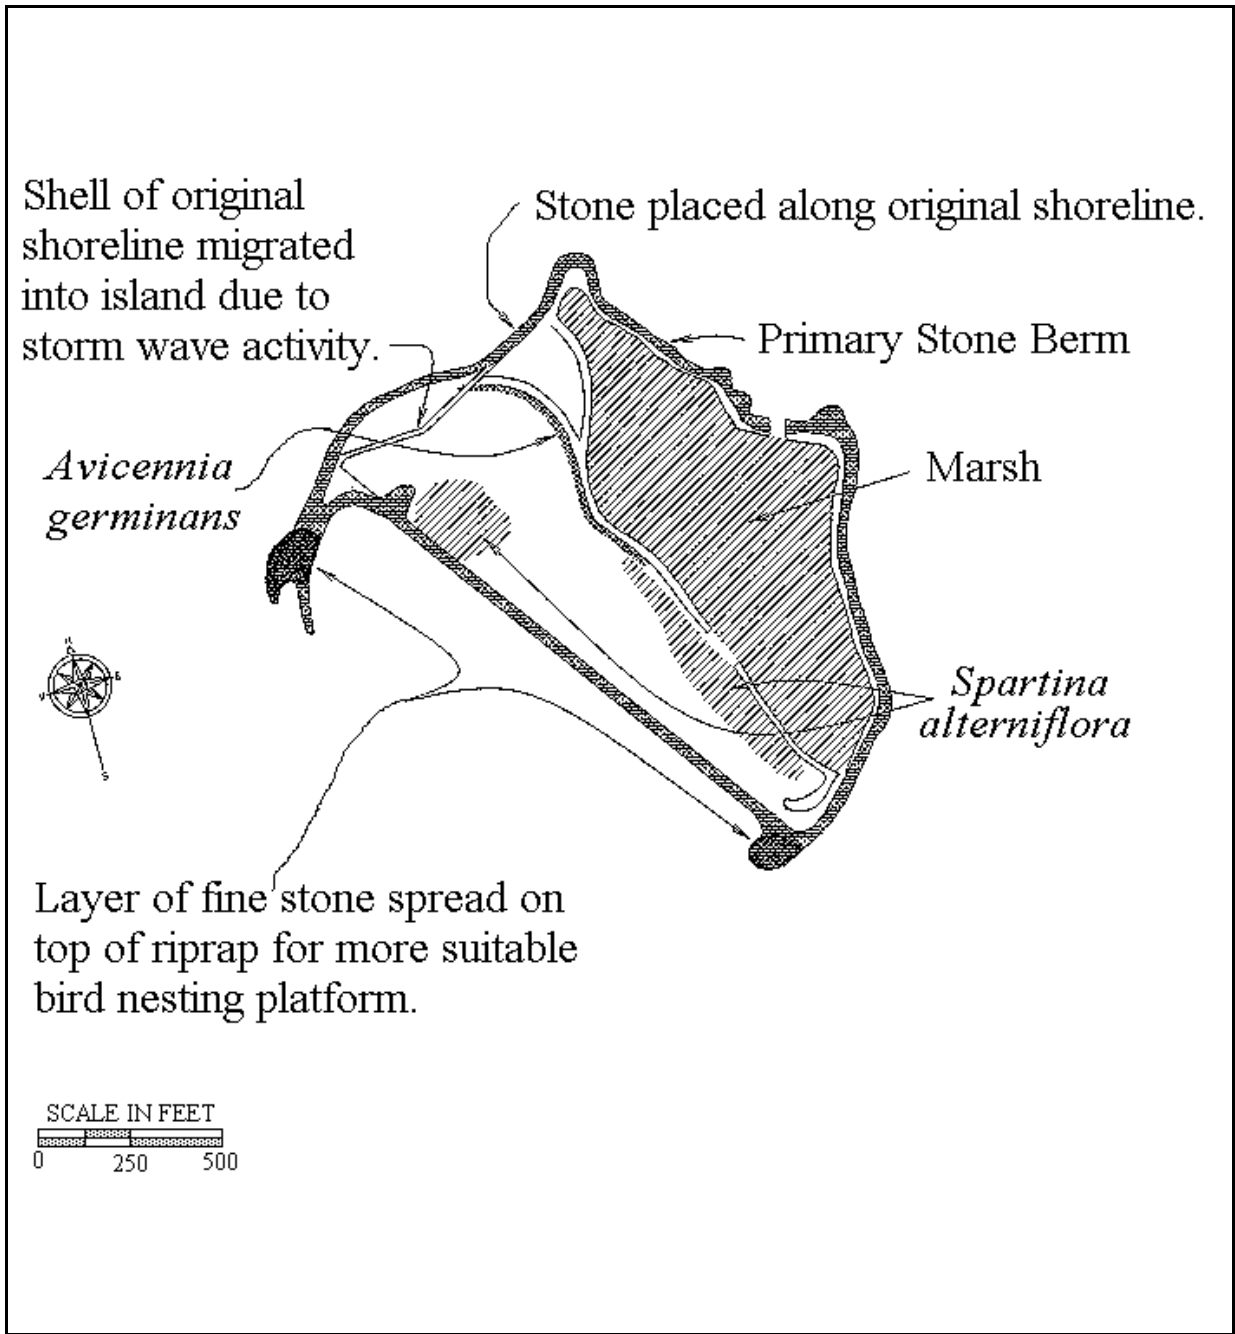 Shell of original
shoreline migrated
into island due to
storm wave activity.
Stone placed along original shoreline.
Primary Stone Berm
Avicennia
germinans
Marsh
Spartina
alterniflora
S
Layer of fine stone spread on
top of riprap for more suitable
bird nesting platform.
SCALE IN FEET
0 250 500